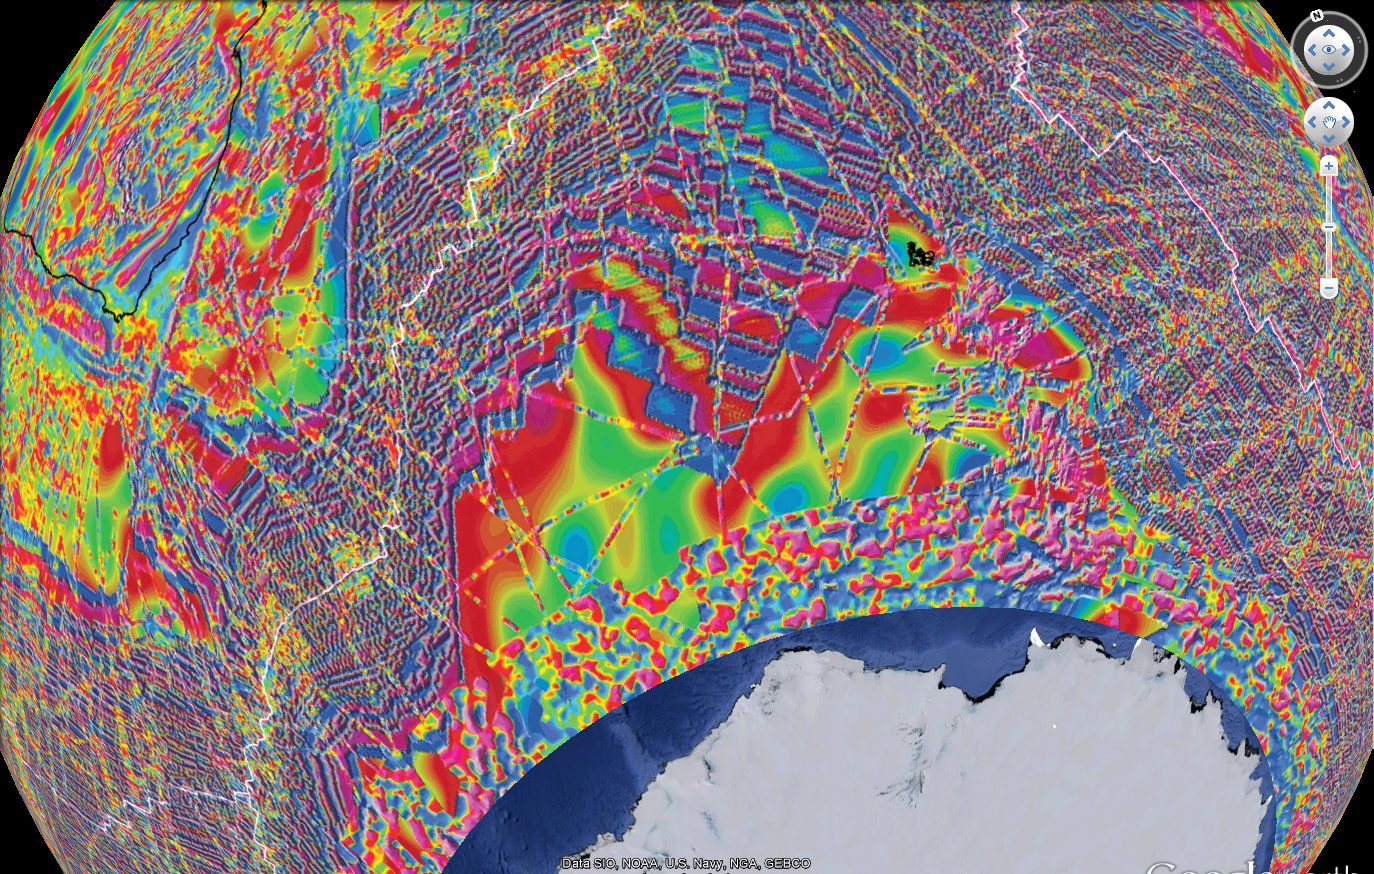 N
Data SIO, NOAA, U.S. Navy, NGA, GEBCO